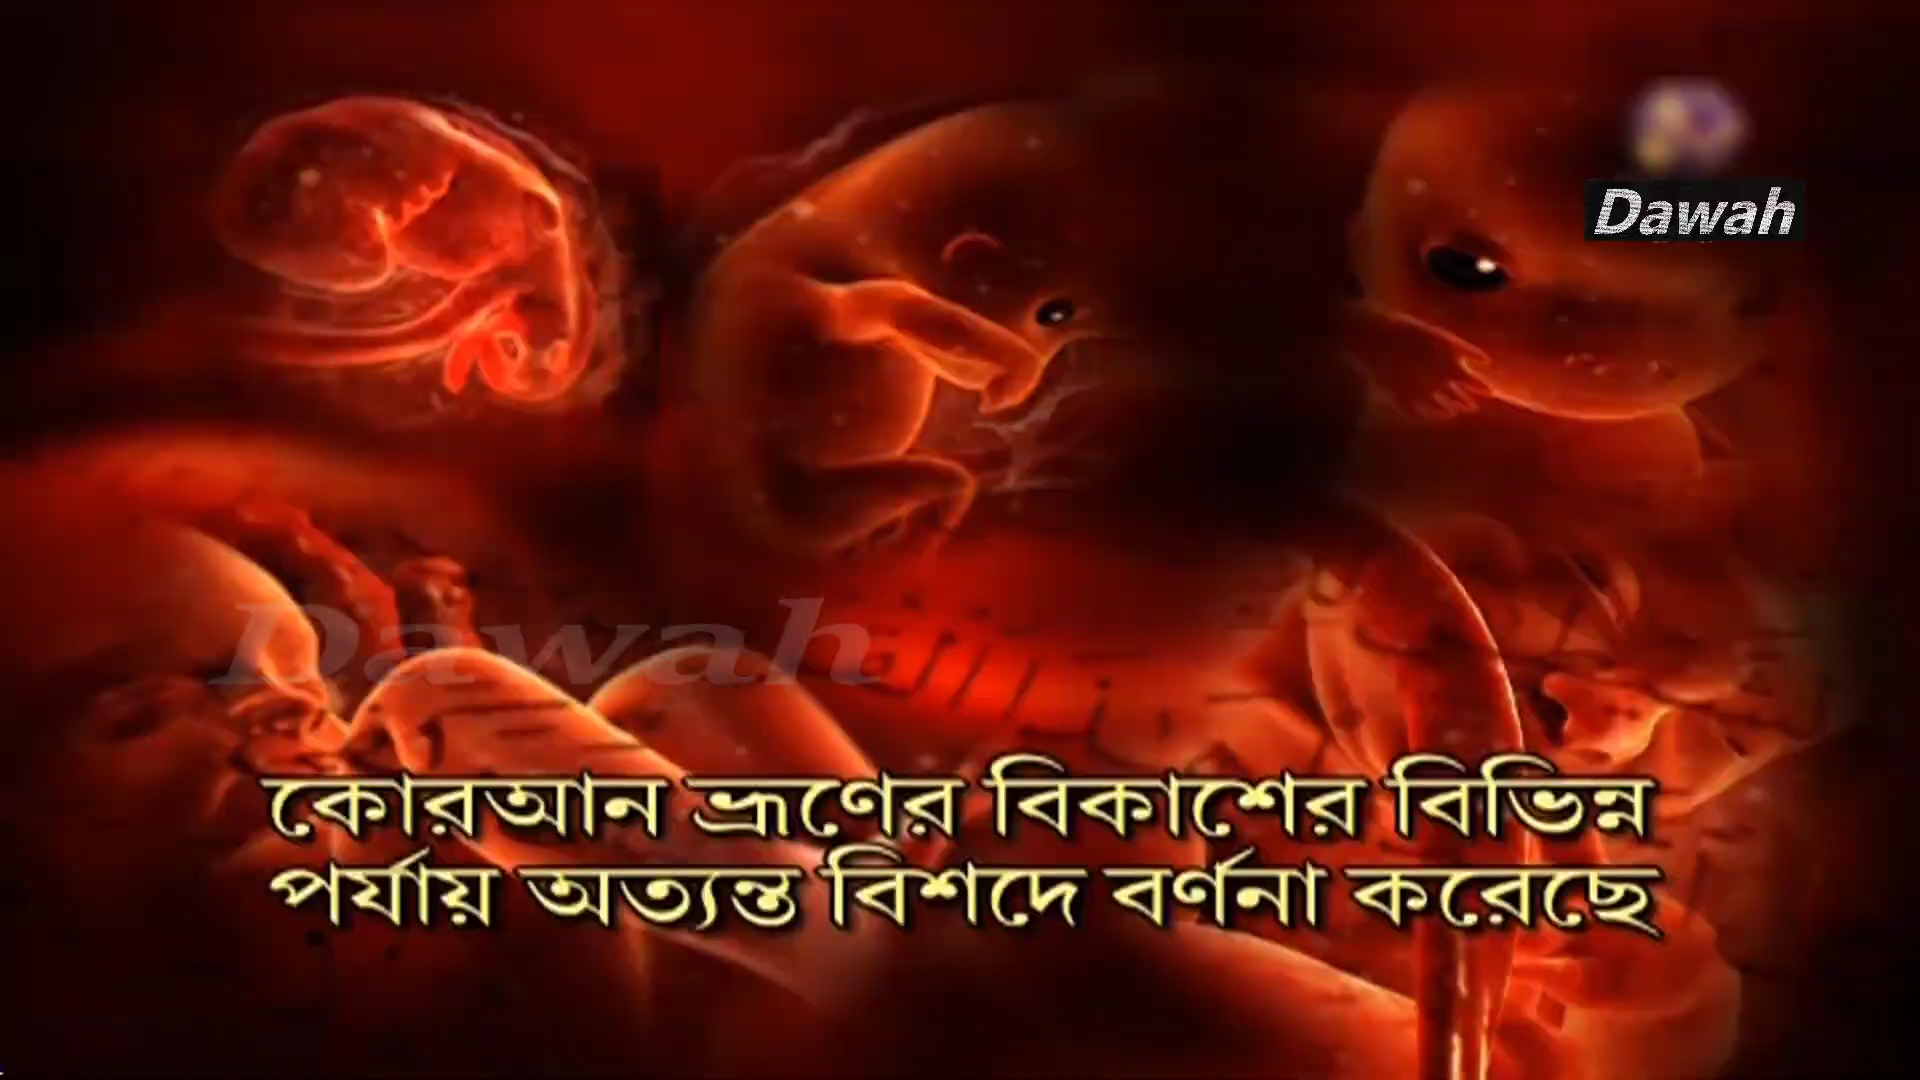 Dawah
Dawah
কোরআন ভ্রূণের বিকাশের বিভিন্ন
পর্যায় অত্যন্ত বিশদে বর্ণনা করেছে